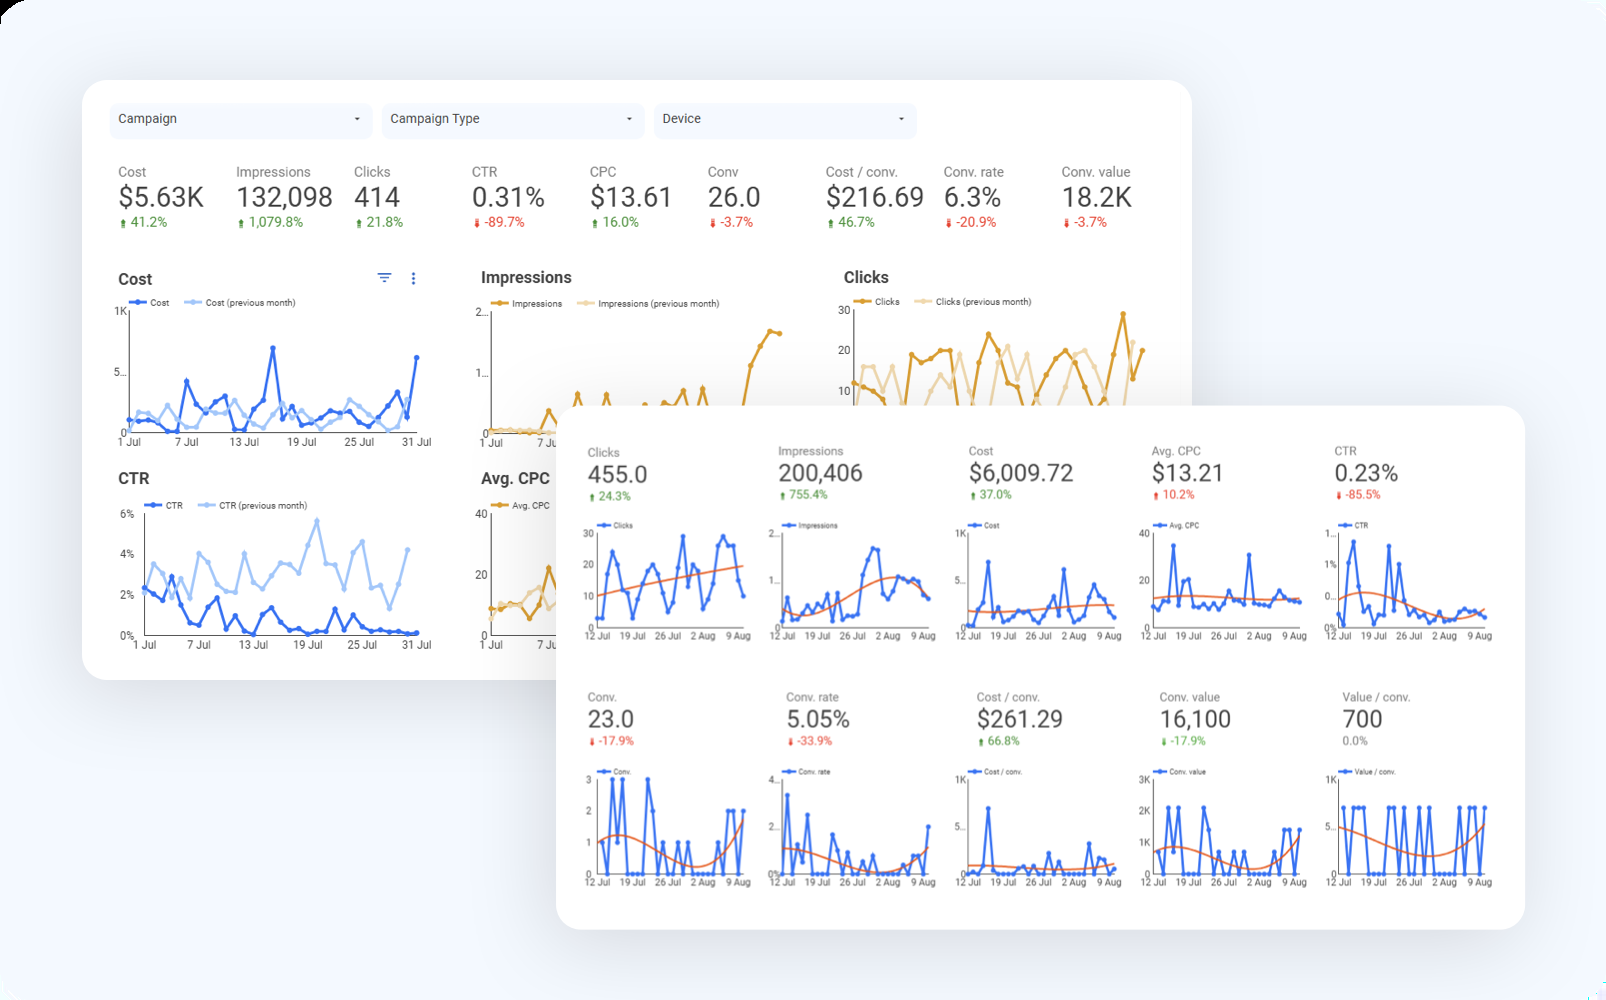 Campaign Campaign Type Device
Cost Impressions Clicks CTR CPC Conv Cost / conv. Conv. rate Conv. value
$5.63K 132,098 414 0.31% $13.61 26.0 $216.69 6.3% 18.2K
41.2% 1,079.8% 21.8% -89.7% 16.0% -3.7% 46.7% -20.9% -3.7%
Cost
Cost Cost (previous month)
1K
5...
0
1 Jul 7 Jul 13 Jul 19 Jul 25 Jul 31 Jul
Impressions
Impressions Impressions (previous month)
2...
1...
0
1 Jul 7 Ju
Clicks
Clicks Clicks (previous month)
30
20
10
CTR
CTR CTR (previous month)
6%
4%
2%
0%
1 Jul 7 Jul 13 Jul 19 Jul 25 Jul 31 Jul
Avg. CPC
Avg. CPC
40
20
0
1 Jul 7 Ju
Clicks Impressions Cost Avg. CPC CTR
455.0 200,406 $6,009.72 $13.21 0.23%
24.3% 755.4% 37.0% 10.2% -85.5%
Clicks
30
20
10
0
12 Jul 19 Jul 26 Jul 2 Aug 9 Aug
Impressions
2...
1...
0
12 Jul 19 Jul 26 Jul 2 Aug 9 Aug
Cost
1K
5...
0
12 Jul 19 Jul 26 Jul 2 Aug 9 Aug
Avg. CPC
40
20
0
12 Jul 19 Jul 26 Jul 2 Aug 9 Aug
CTR
1...
1%
0...
0%
12 Jul 19 Jul 26 Jul 2 Aug 9 Aug
Conv. Conv. rate Cost / conv. Conv. value Value / conv.
23.0 5.05% $261.29 16,100 700
-17.9% -33.9% 66.8% -17.9% 0.0%
Conv.
3
2
1
0
12 Jul 19 Jul 26 Jul 2 Aug 9 Aug
Conv. rate
4...
2...
0%
12 Jul 19 Jul 26 Jul 2 Aug 9 Aug
Cost / conv.
1K
5...
0
12 Jul 19 Jul 26 Jul 2 Aug 9 Aug
Conv. value
3K
2K
1K
0
12 Jul 19 Jul 26 Jul 2 Aug 9 Aug
Value / conv.
1K
5...
0
12 Jul 19 Jul 26 Jul 2 Aug 9 Aug